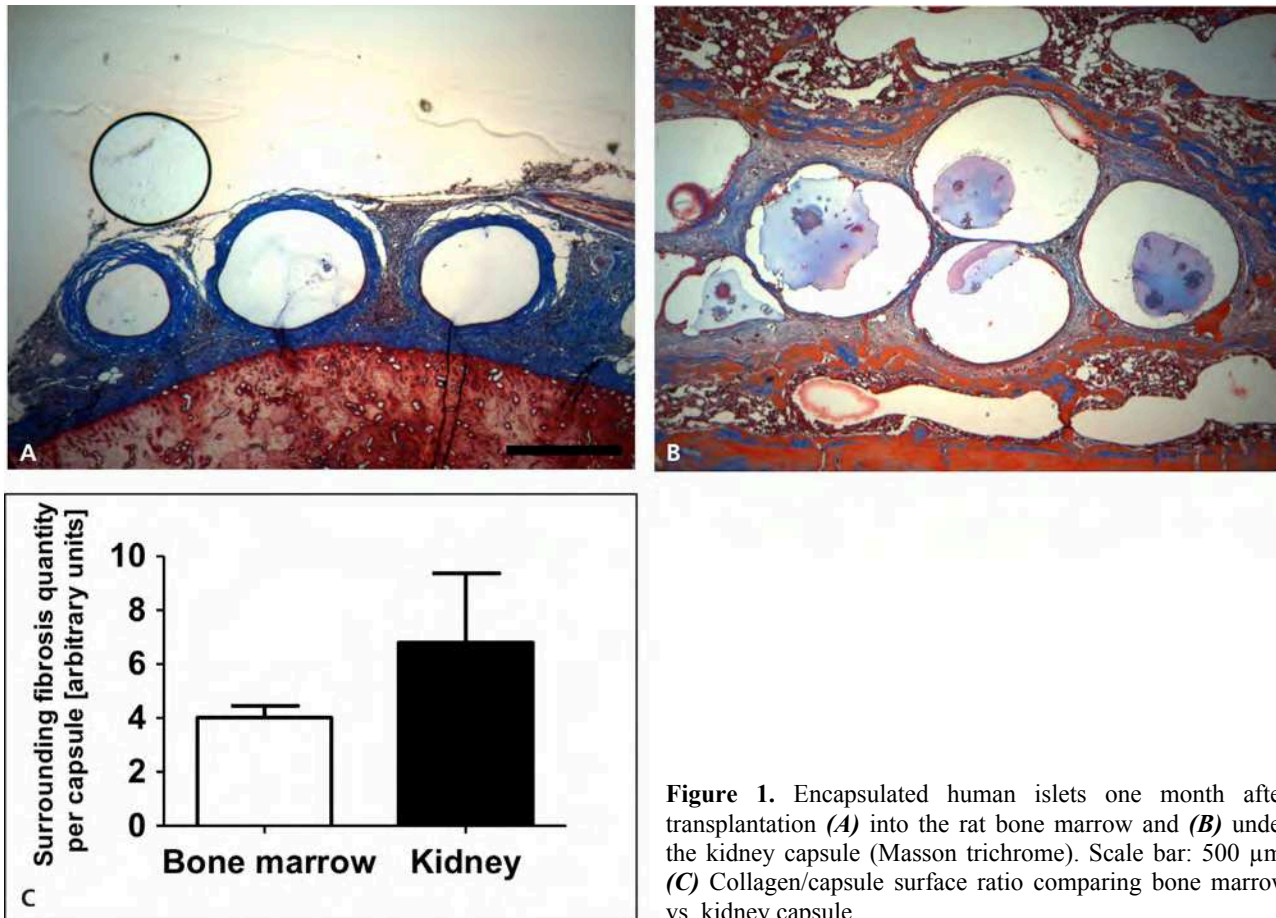 A
B
Surrounding fibrosis quantity
per capsule [arbitrary units]
10
8
6
4
2
0
Bone marrow
Kidney
C
Figure 1. Encapsulated human islets one month afte
transplantation (A) into the rat bone marrow and (B) unde
the kidney capsule (Masson trichrome). Scale bar: 500 µm
(C) Collagen/capsule surface ratio comparing bone marrow
vs. kidney capsule